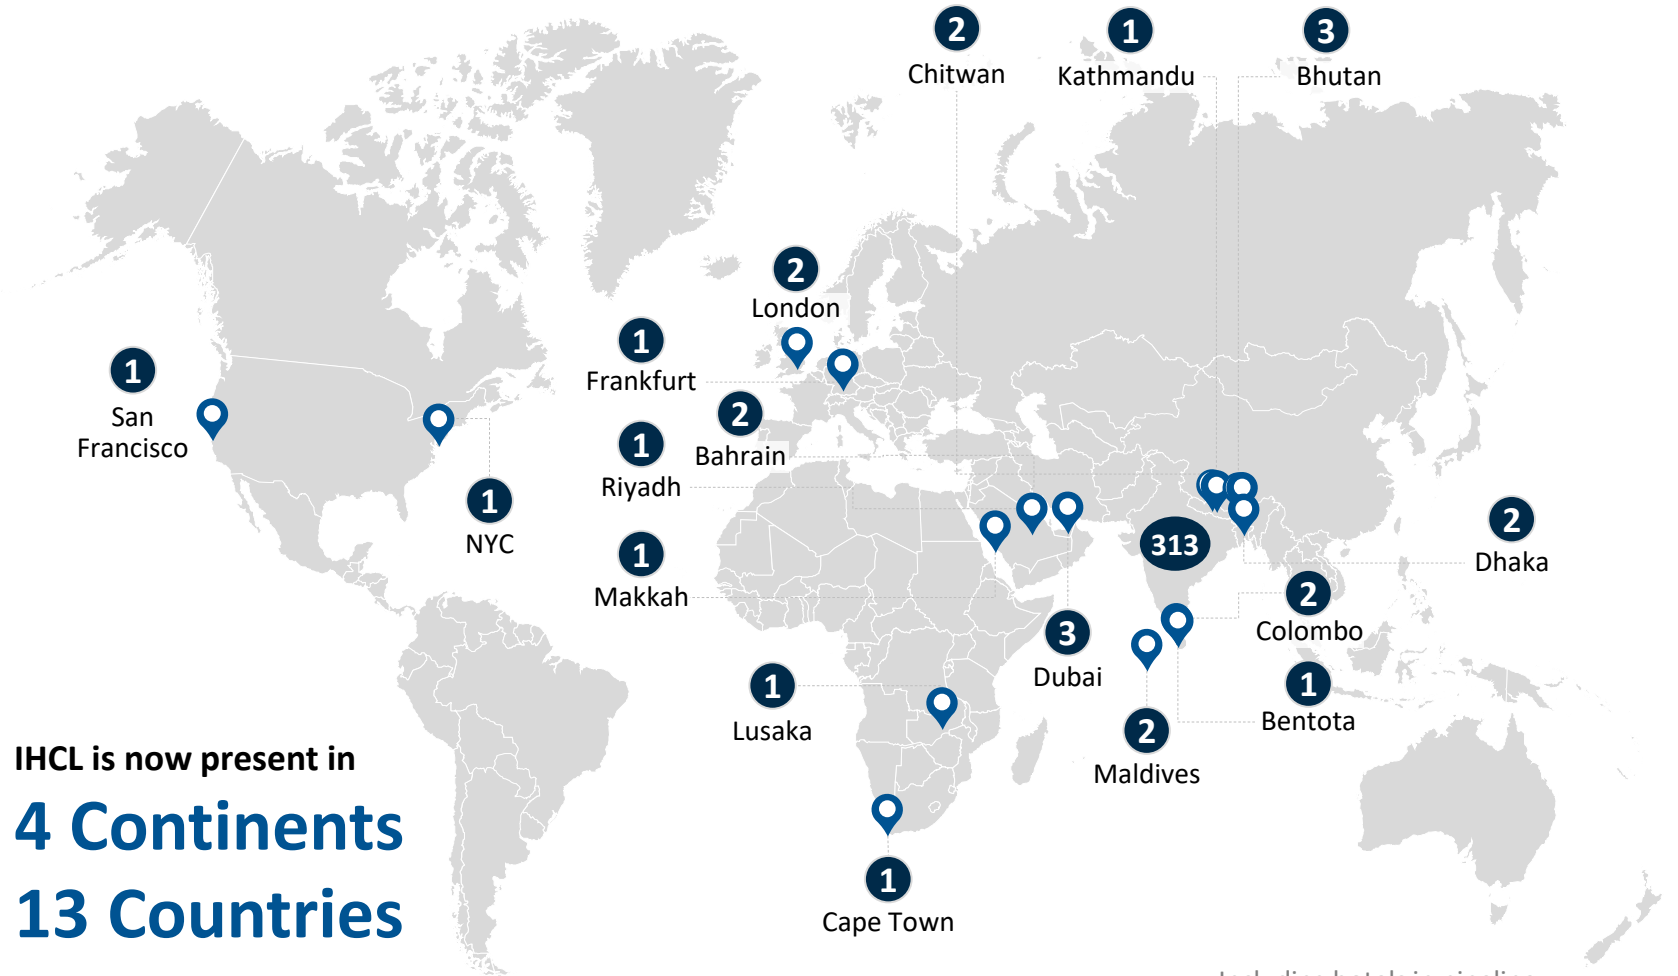 2
Chitwan
1
Kathmandu
3
Bhutan
2
London
1
Frankfurt
1
San
Francisco
2
Bahrain
1
Riyadh
1
NYC
1
Makkah
313
2
Dhaka
2
Colombo
3
Dubai
1
Lusaka
1
Bentota
2
Maldives
1
Cape Town
IHCL is now present in
4 Continents
13 Countries